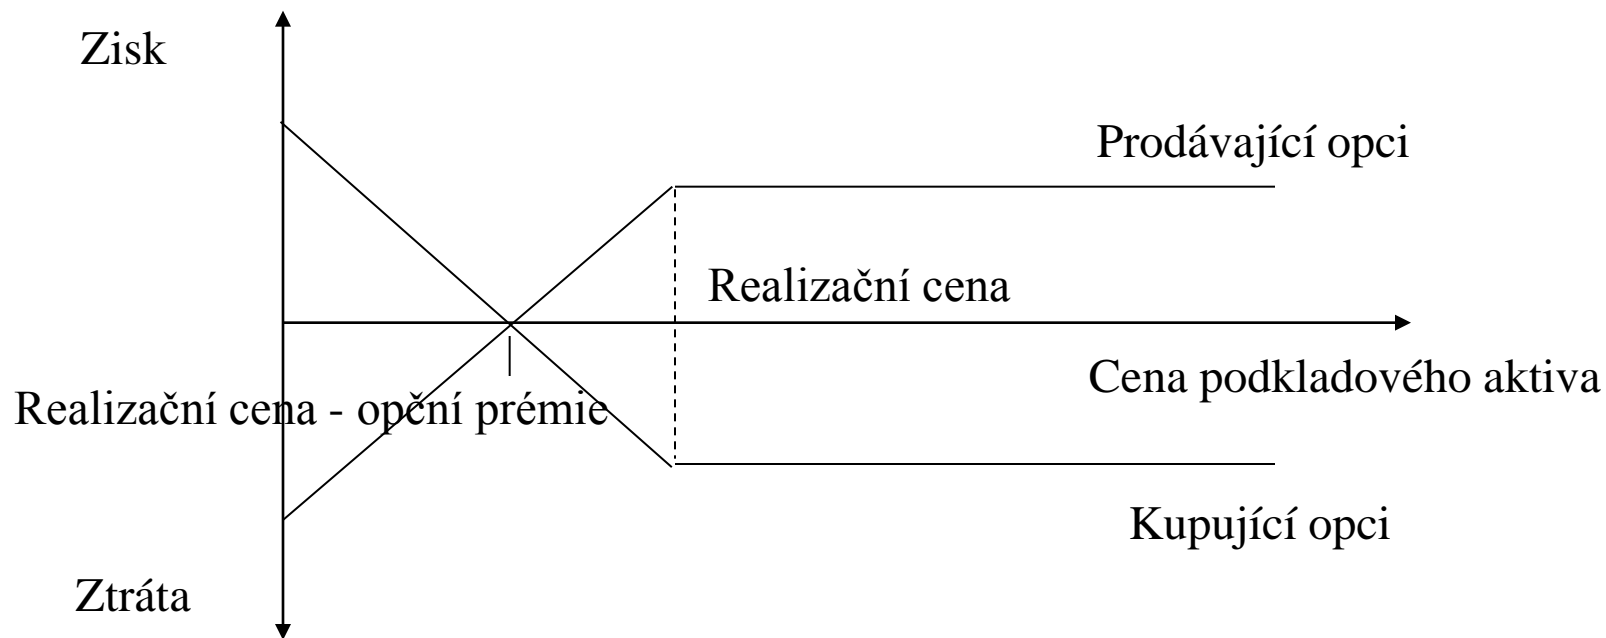 Zisk
Prodávající opci
Realizační cena
Cena podkladového aktiva
Realizační cena - opční prémie
Kupující opci
Ztráta